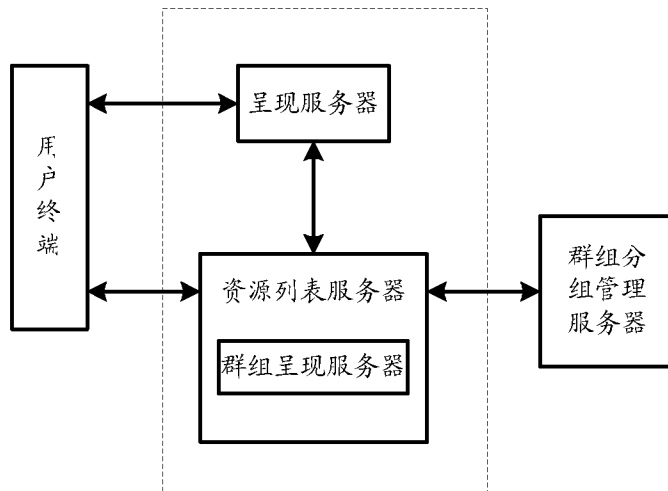 呈现服务器
用
户
终
端
资源列表服务器
群组呈现服务器
群组分
组管理
服务器